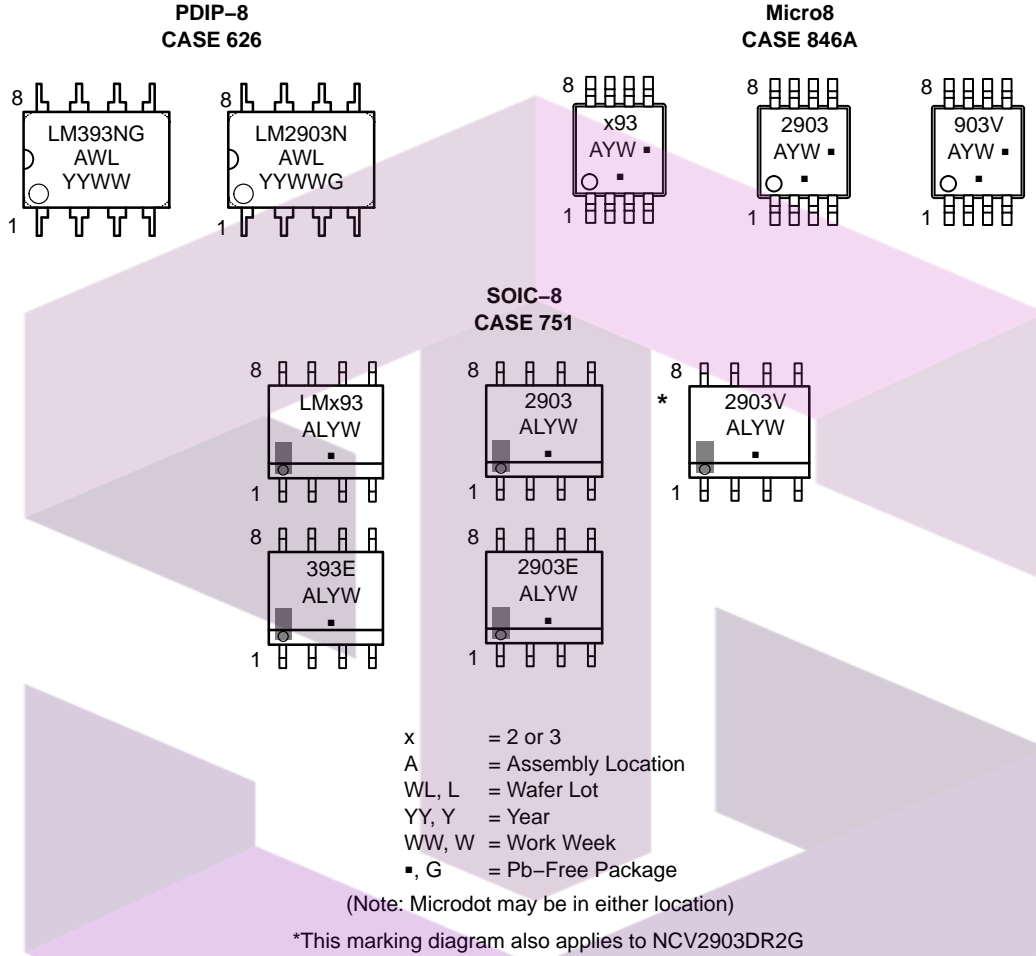 PDIP−8
CASE 626
8
LM393NG
AWL
YYWW
1
8
LM2903N
AWL
YYWWG
1
Micro8
CASE 846A
8
x93
AYW ▪
▪
1
8
2903
AYW ▪
▪
1
8
903V
AYW ▪
▪
1
SOIC−8
CASE 751
8
LMx93
ALYW
▪
1
8
2903
ALYW
▪
1
*
8
2903V
ALYW
▪
1
8
393E
ALYW
▪
1
8
2903E
ALYW
▪
1
x = 2 or 3
A = Assembly Location
WL, L = Wafer Lot
YY, Y = Year
WW, W = Work Week
▪, G = Pb−Free Package
(Note: Microdot may be in either location)
*This marking diagram also applies to NCV2903DR2G